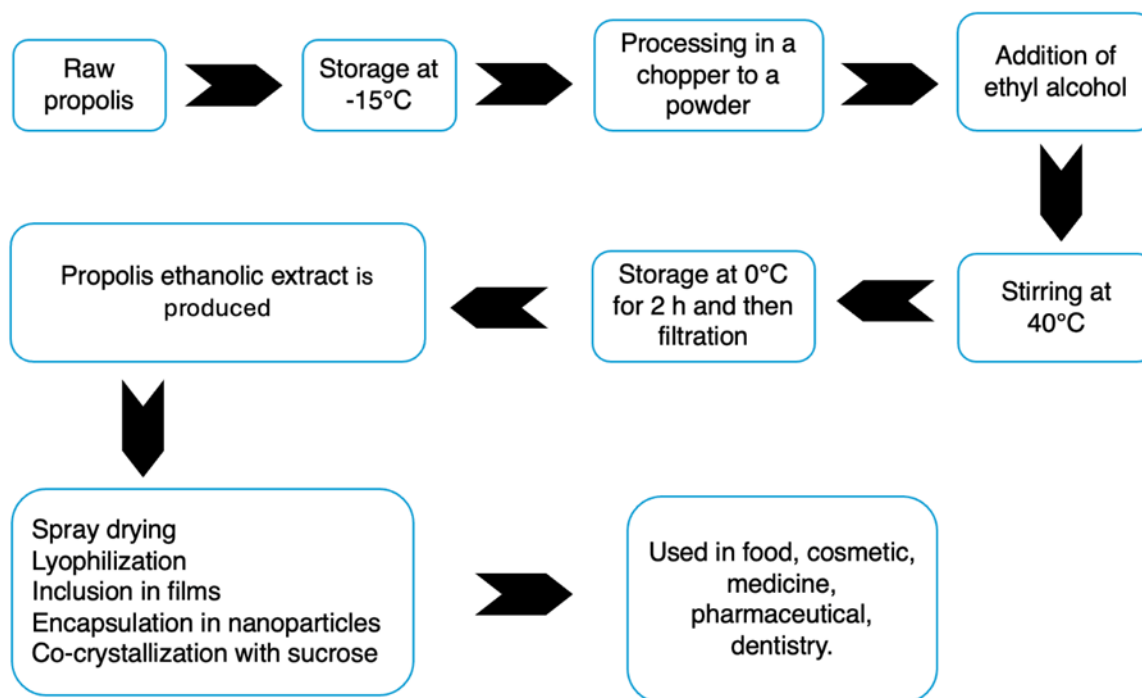 Raw
propolis
Storage at
-15°C
Processing in a
chopper to a
powder
Addition of
ethyl alcohol
Stirring at
40°C
Storage at 0°C
for 2 h and then
filtration
Propolis ethanolic extract is
produced
Spray drying
Lyophilization
Inclusion in films
Encapsulation in nanoparticles
Co-crystallization with sucrose
Used in food, cosmetic,
medicine,
pharmaceutical,
dentistry.